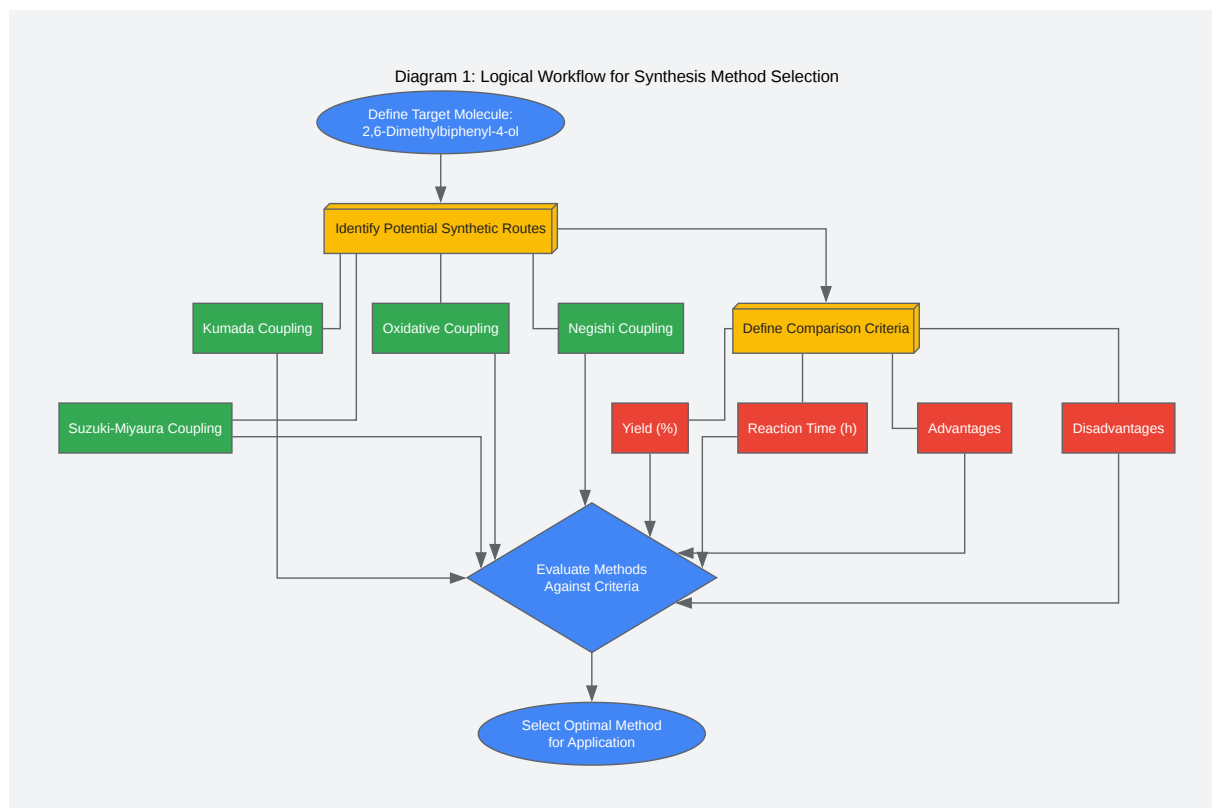 Diagram 1: Logical Workflow for Synthesis Method Selection
Define Target Molecule:
2,6-Dimethylbiphenyl-4-ol
Identify Potential Synthetic Routes
Kumada Coupling
Oxidative Coupling
Negishi Coupling
Define Comparison Criteria
Suzuki-Miyaura Coupling
Yield (%)
Reaction Time (h)
Advantages
Disadvantages
Evaluate Methods
Against Criteria
Select Optimal Method
for Application